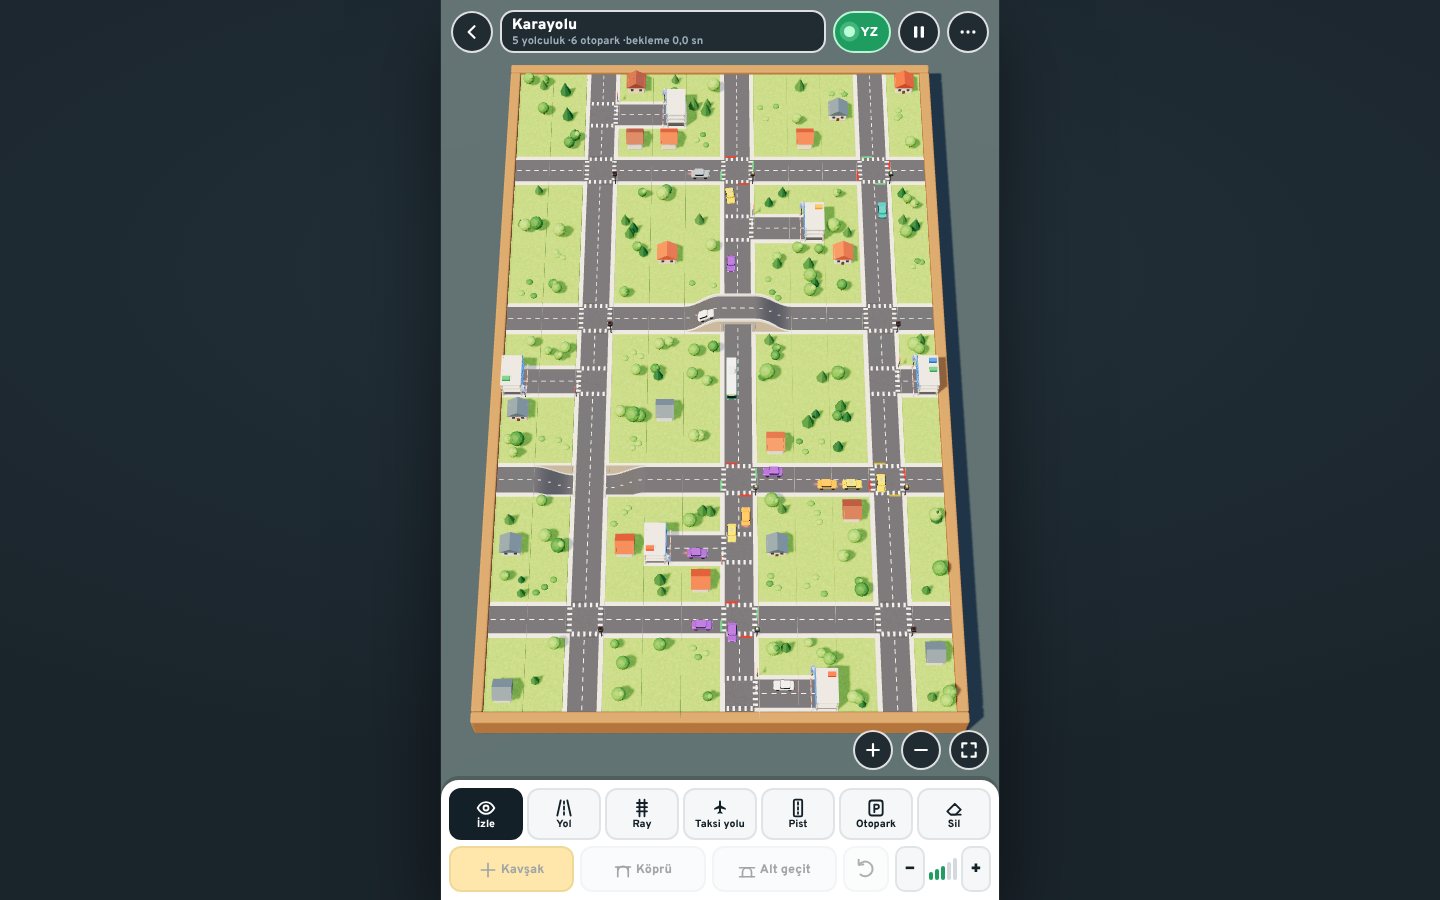 Karayolu
5 yolculuk ·6 otopark ·bekleme 0,0 sn
YZ
İzle
Yol
Ray
Taksi yolu
Pist
P
Otopark
Sil
Kavşak
Köprü
Alt geçit